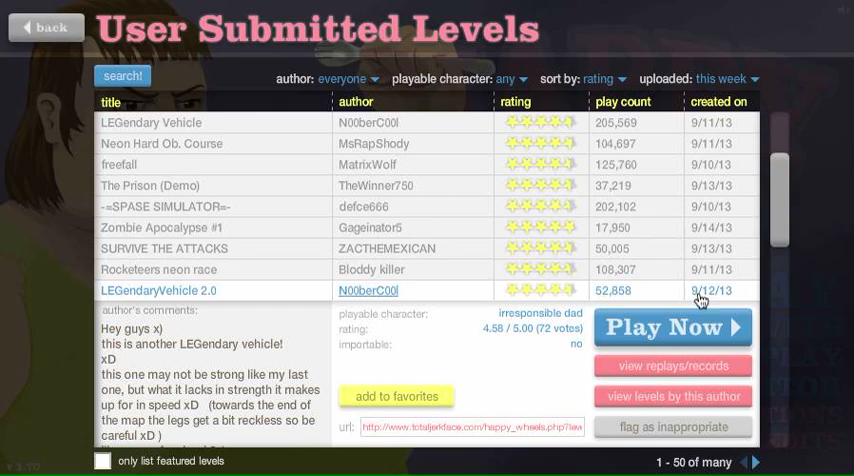 back
User Submitted Levels
search!
author: everyone playable character: any sort by: rating uploaded: this week
title author rating play count created on
LEGendary Vehicle N00berC00l 205,569 9/11/13
Neon Hard Ob. Course MsRapShody 104,697 9/11/13
freefall MatrixWolf 125,760 9/10/13
The Prison (Demo) TheWinner750 37,219 9/13/13
-=SPASE SIMULATOR=- defce666 202,102 9/10/13
Zombie Apocalypse #1 Gageinator5 17,950 9/14/13
SURVIVE THE ATTACKS ZACTHEMEXICAN 50,005 9/13/13
Rocketeers neon race Bloddy killer 108,307 9/11/13
LEGendaryVehicle 2.0 N00berC00l 52,858 9/12/13
author's comments:
Hey guys x)
this is another LEGendary vehicle!
xD
this one may not be strong like my last
one, but what it lacks in strength it makes
up for in speed xD (towards the end of
the map the legs get a bit reckless so be
careful xD )
playable character: irresponsible dad
rating: 4.58 / 5.00 (72 votes)
importable: no
add to favorites
url: http://www.totaljerkface.com/happy_wheels.php?lev
Play Now
view replays/records
view levels by this author
flag as inappropriate
only list featured levels
1 - 50 of many
v 1.70